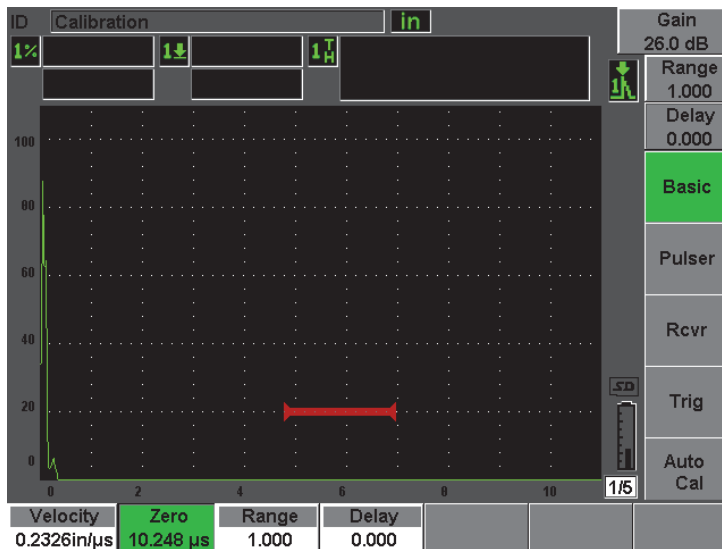 ID Calibration in
Gain
26.0 dB
1%
1
1 T H
Range
1.000
1
Delay
0.000
100
Basic
80
Pulser
60
Rcvr
40
SD
Trig
20
0
Auto
Cal
0 2 4 6 8 10
1/5
Velocity Zero Range Delay
0.2326in/µs 10.248 µs 1.000 0.000